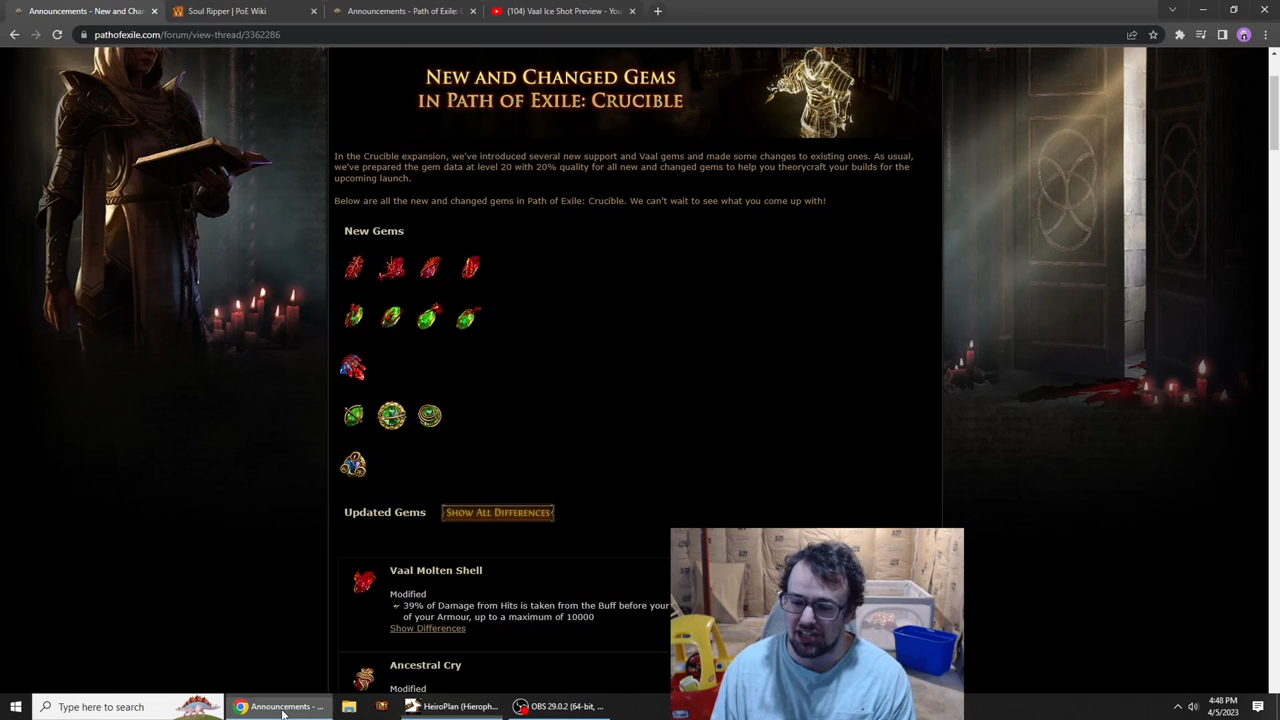 Announcements - New and Chan
Soul Ripper | PoE Wiki
Announcements - Path of Exile: C
(104) Vaal Ice Shot Preview - You
pathofexile.com/forum/view-thread/3362286
New and Changed Gems
in Path of Exile: Crucible
In the Crucible expansion, we've introduced several new support and Vaal gems and made some changes to existing ones. As usual,
we've prepared the gem data at level 20 with 20% quality for all new and changed gems to help you theorycraft your builds for the
upcoming launch.
Below are all the new and changed gems in Path of Exile: Crucible. We can't wait to see what you come up with!
New Gems
Updated Gems
Show All Differences
Vaal Molten Shell
Modified
39% of Damage from Hits is taken from the Buff before your
of your Armour, up to a maximum of 10000
Show Differences
Ancestral Cry
Modified
Type here to search
Announcements - ...
HeiroPlan (Hieroph...
OBS 29.0.2 (64-bit, ...
4:48 PM
4/5/2023